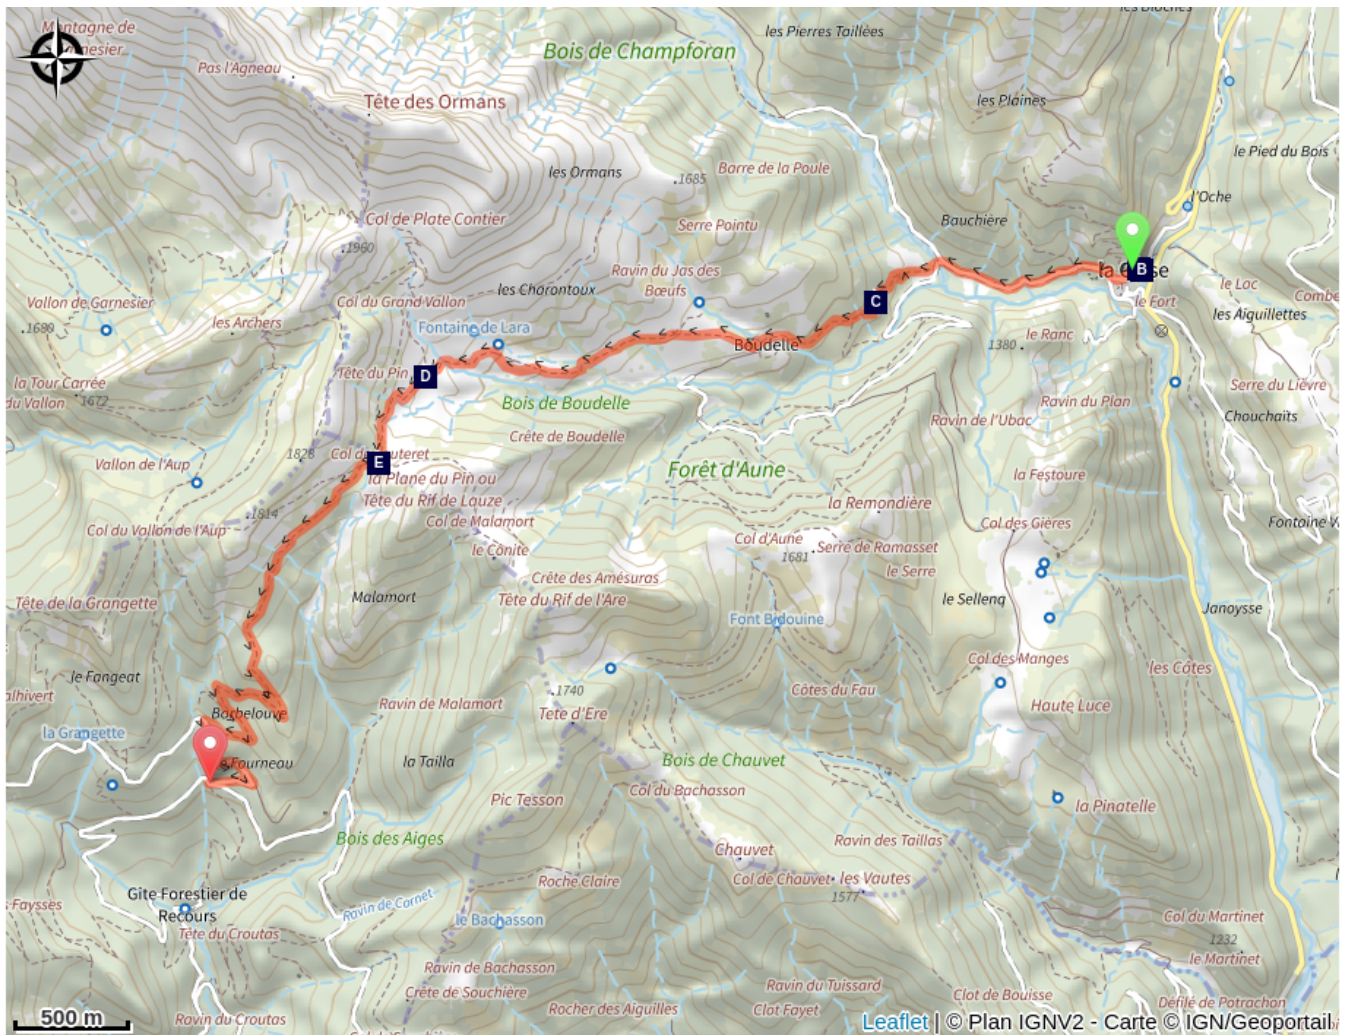 les Bloches
Montagne de
les Pierres Taillées
Bois de Champforan
Pas l'Agneau
Tête des Ormans
les Plaines
le Pied du Bois
Barre de la Poule
les Ormans
.1685
l'Oche
Col de Plate Contier
Serre Pointu
Bauchière
.1960
Ravin du Jas des
Bœufs
B
le Lac
les Charontoux
Vallon de Garnesier
Col du Grand Vallon
C
le Fort
les Aiguillettes
les Archers
.1680
Fontaine de Lara
le Ranc
1380
Boudelle
Tête du Pin
D
la Tour Carrée
du Vallon
.1672
Serre du Lièvre
Bois de Boudelle
Ravin du Plan
Chouchaïts
Ravin de l'Ubac
Crête de Boudelle
1828
E
Vallon de l'Aup
Forêt d'Aune
la Plane du Pin ou
Tête du Rif de Lauze
la Festoure
la Remondière
.1814
Col de Malamort
Col des Gières
Col du Vallon de l'Aup
Col d'Aune
1681
Serre de Ramasset
le Cônite
le Serre
Crête des Amésuras
Malamort
Tête de la Grangette
Tête du Rif de l'Are
le Sellenq
Janoysse
Font Bidouine
Col des Manges
les Côtes
le Fangeat
.1740
Côtes du Fau
Ravin de Malamort
Haute Luce
Barbelouve
Tete d'Ere
la Grangette
Fourneau
la Tailla
Bois de Chauvet
Col du Bachasson
Pic Tesson
la Pinatelle
Bois des Aiges
Ravin des Taillas
Chauvet
Roche Claire
Col de Chauvet
les Vautes
1577
Gîte Forestier de
Recours
Ravin de Cornet
le Bachasson
Col du Martinet
Tête du Croutas
1232
le Martinet
Ravin de Bachasson
Ravin du Tuissard
Crête de Souchière
Clot de Bouisse
Défilé de Potrachon
Rocher des Aiguilles
Clot Fayet
500 m
Ravin du Croutas
Leaflet | © Plan IGNV2 - Carte © IGN/Geoportail